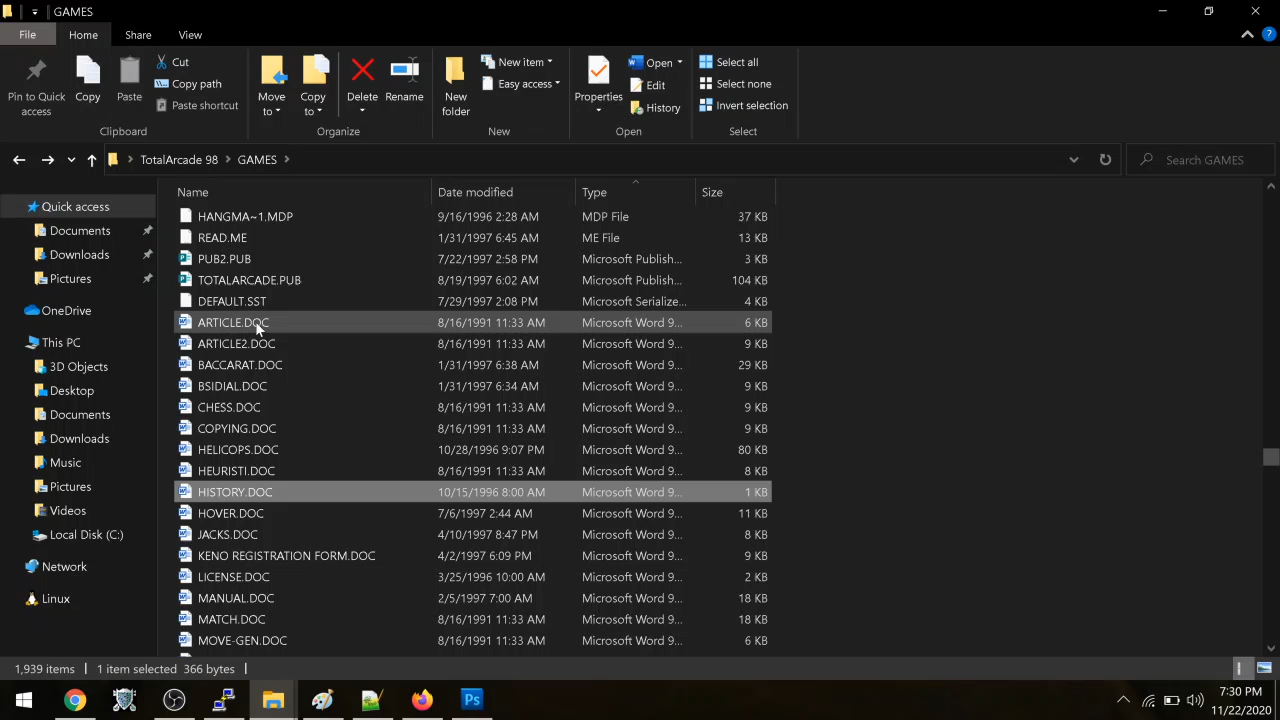 GAMES
File Home Share View
Pin to Quick access
Copy
Paste
Cut
Copy path
Paste shortcut
Clipboard
Move to
Copy to
Delete
Rename
Organize
New folder
New item
Easy access
New
Properties
Open
Edit
History
Open
Select all
Select none
Invert selection
Select
TotalArcade 98 GAMES
Search GAMES
Quick access
Documents
Downloads
Pictures
OneDrive
This PC
3D Objects
Desktop
Documents
Downloads
Music
Pictures
Videos
Local Disk (C:)
Network
Linux
Name Date modified Type Size
HANGMA~1.MDP 9/16/1996 2:28 AM MDP File 37 KB
READ.ME 1/31/1997 6:45 AM ME File 13 KB
PUB2.PUB 7/22/1997 2:58 PM Microsoft Publish... 3 KB
TOTALARCADE.PUB 8/19/1997 6:02 AM Microsoft Publish... 104 KB
DEFAULT.SST 7/29/1997 2:08 PM Microsoft Serialize... 4 KB
ARTICLE.DOC 8/16/1991 11:33 AM Microsoft Word 9... 6 KB
ARTICLE2.DOC 8/16/1991 11:33 AM Microsoft Word 9... 9 KB
BACCARAT.DOC 1/31/1997 6:38 AM Microsoft Word 9... 29 KB
BSIDIAL.DOC 1/31/1997 6:34 AM Microsoft Word 9... 9 KB
CHESS.DOC 8/16/1991 11:33 AM Microsoft Word 9... 9 KB
COPYING.DOC 8/16/1991 11:33 AM Microsoft Word 9... 9 KB
HELICOPS.DOC 10/28/1996 9:07 PM Microsoft Word 9... 80 KB
HEURISTI.DOC 8/16/1991 11:33 AM Microsoft Word 9... 8 KB
HISTORY.DOC 10/15/1996 8:00 AM Microsoft Word 9... 1 KB
HOVER.DOC 7/6/1997 2:44 AM Microsoft Word 9... 11 KB
JACKS.DOC 4/10/1997 8:47 PM Microsoft Word 9... 8 KB
KENO REGISTRATION FORM.DOC 4/2/1997 6:09 PM Microsoft Word 9... 9 KB
LICENSE.DOC 3/25/1996 10:00 AM Microsoft Word 9... 2 KB
MANUAL.DOC 2/5/1997 7:00 AM Microsoft Word 9... 18 KB
MATCH.DOC 8/16/1991 11:33 AM Microsoft Word 9... 18 KB
MOVE-GEN.DOC 8/16/1991 11:33 AM Microsoft Word 9... 6 KB
1,939 items 1 item selected 366 bytes
Ps
7:30 PM
11/22/2020